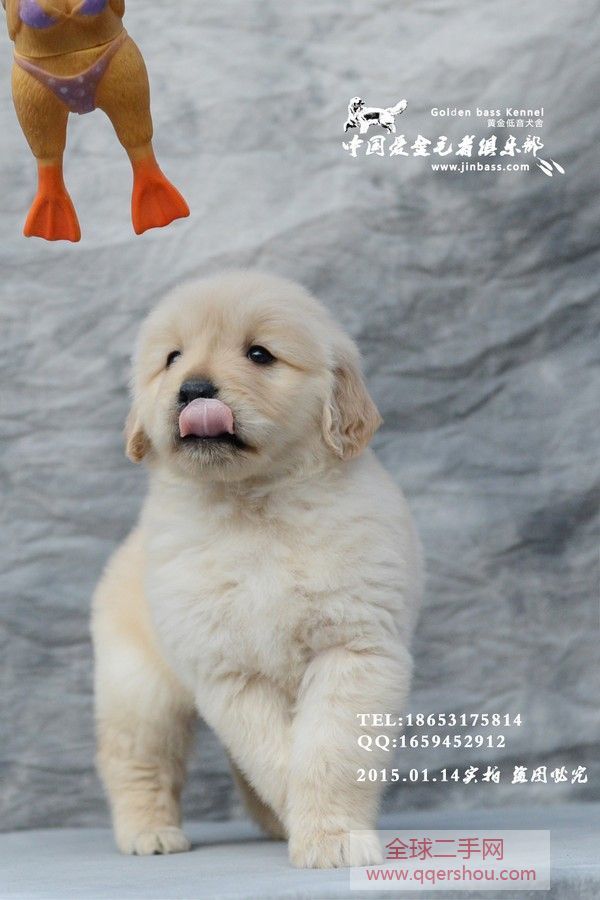 Golden bass Kennel
黄金低音犬舍
中国爱金毛者俱乐部
www.jinbass.com
TEL:18653175814
QQ:1659452912
2015.01.14实拍 盗图必究
全球二手网
www.qqershou.com